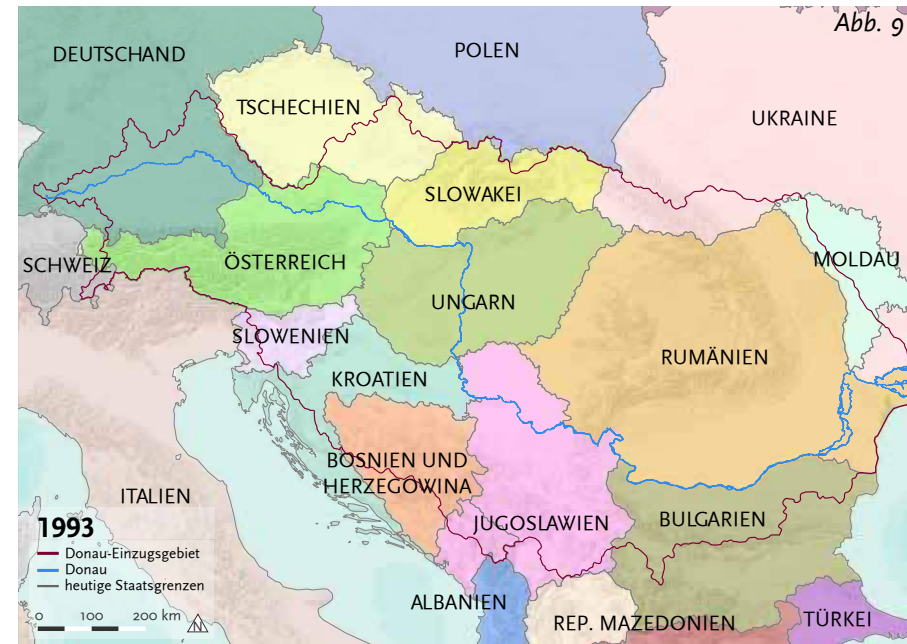 Abb. 9
DEUTSCHAND
POLEN
TSCHECHIEN
UKRAINE
SLOWAKEI
SCHWEIZ
ÖSTERREICH
MOLDAU
UNGARN
SLOWENIEN
RUMÄNIEN
KROATIEN
BOSNIEN UND
HERZEGOWINA
ITALIEN
JUGOSLAWIEN
BULGARIEN
ALBANIEN
REP. MAZEDONIEN
TÜRKEI
1993
Donau-Einzugsgebiet
Donau
heutige Staatsgrenzen
0 100 200 km N